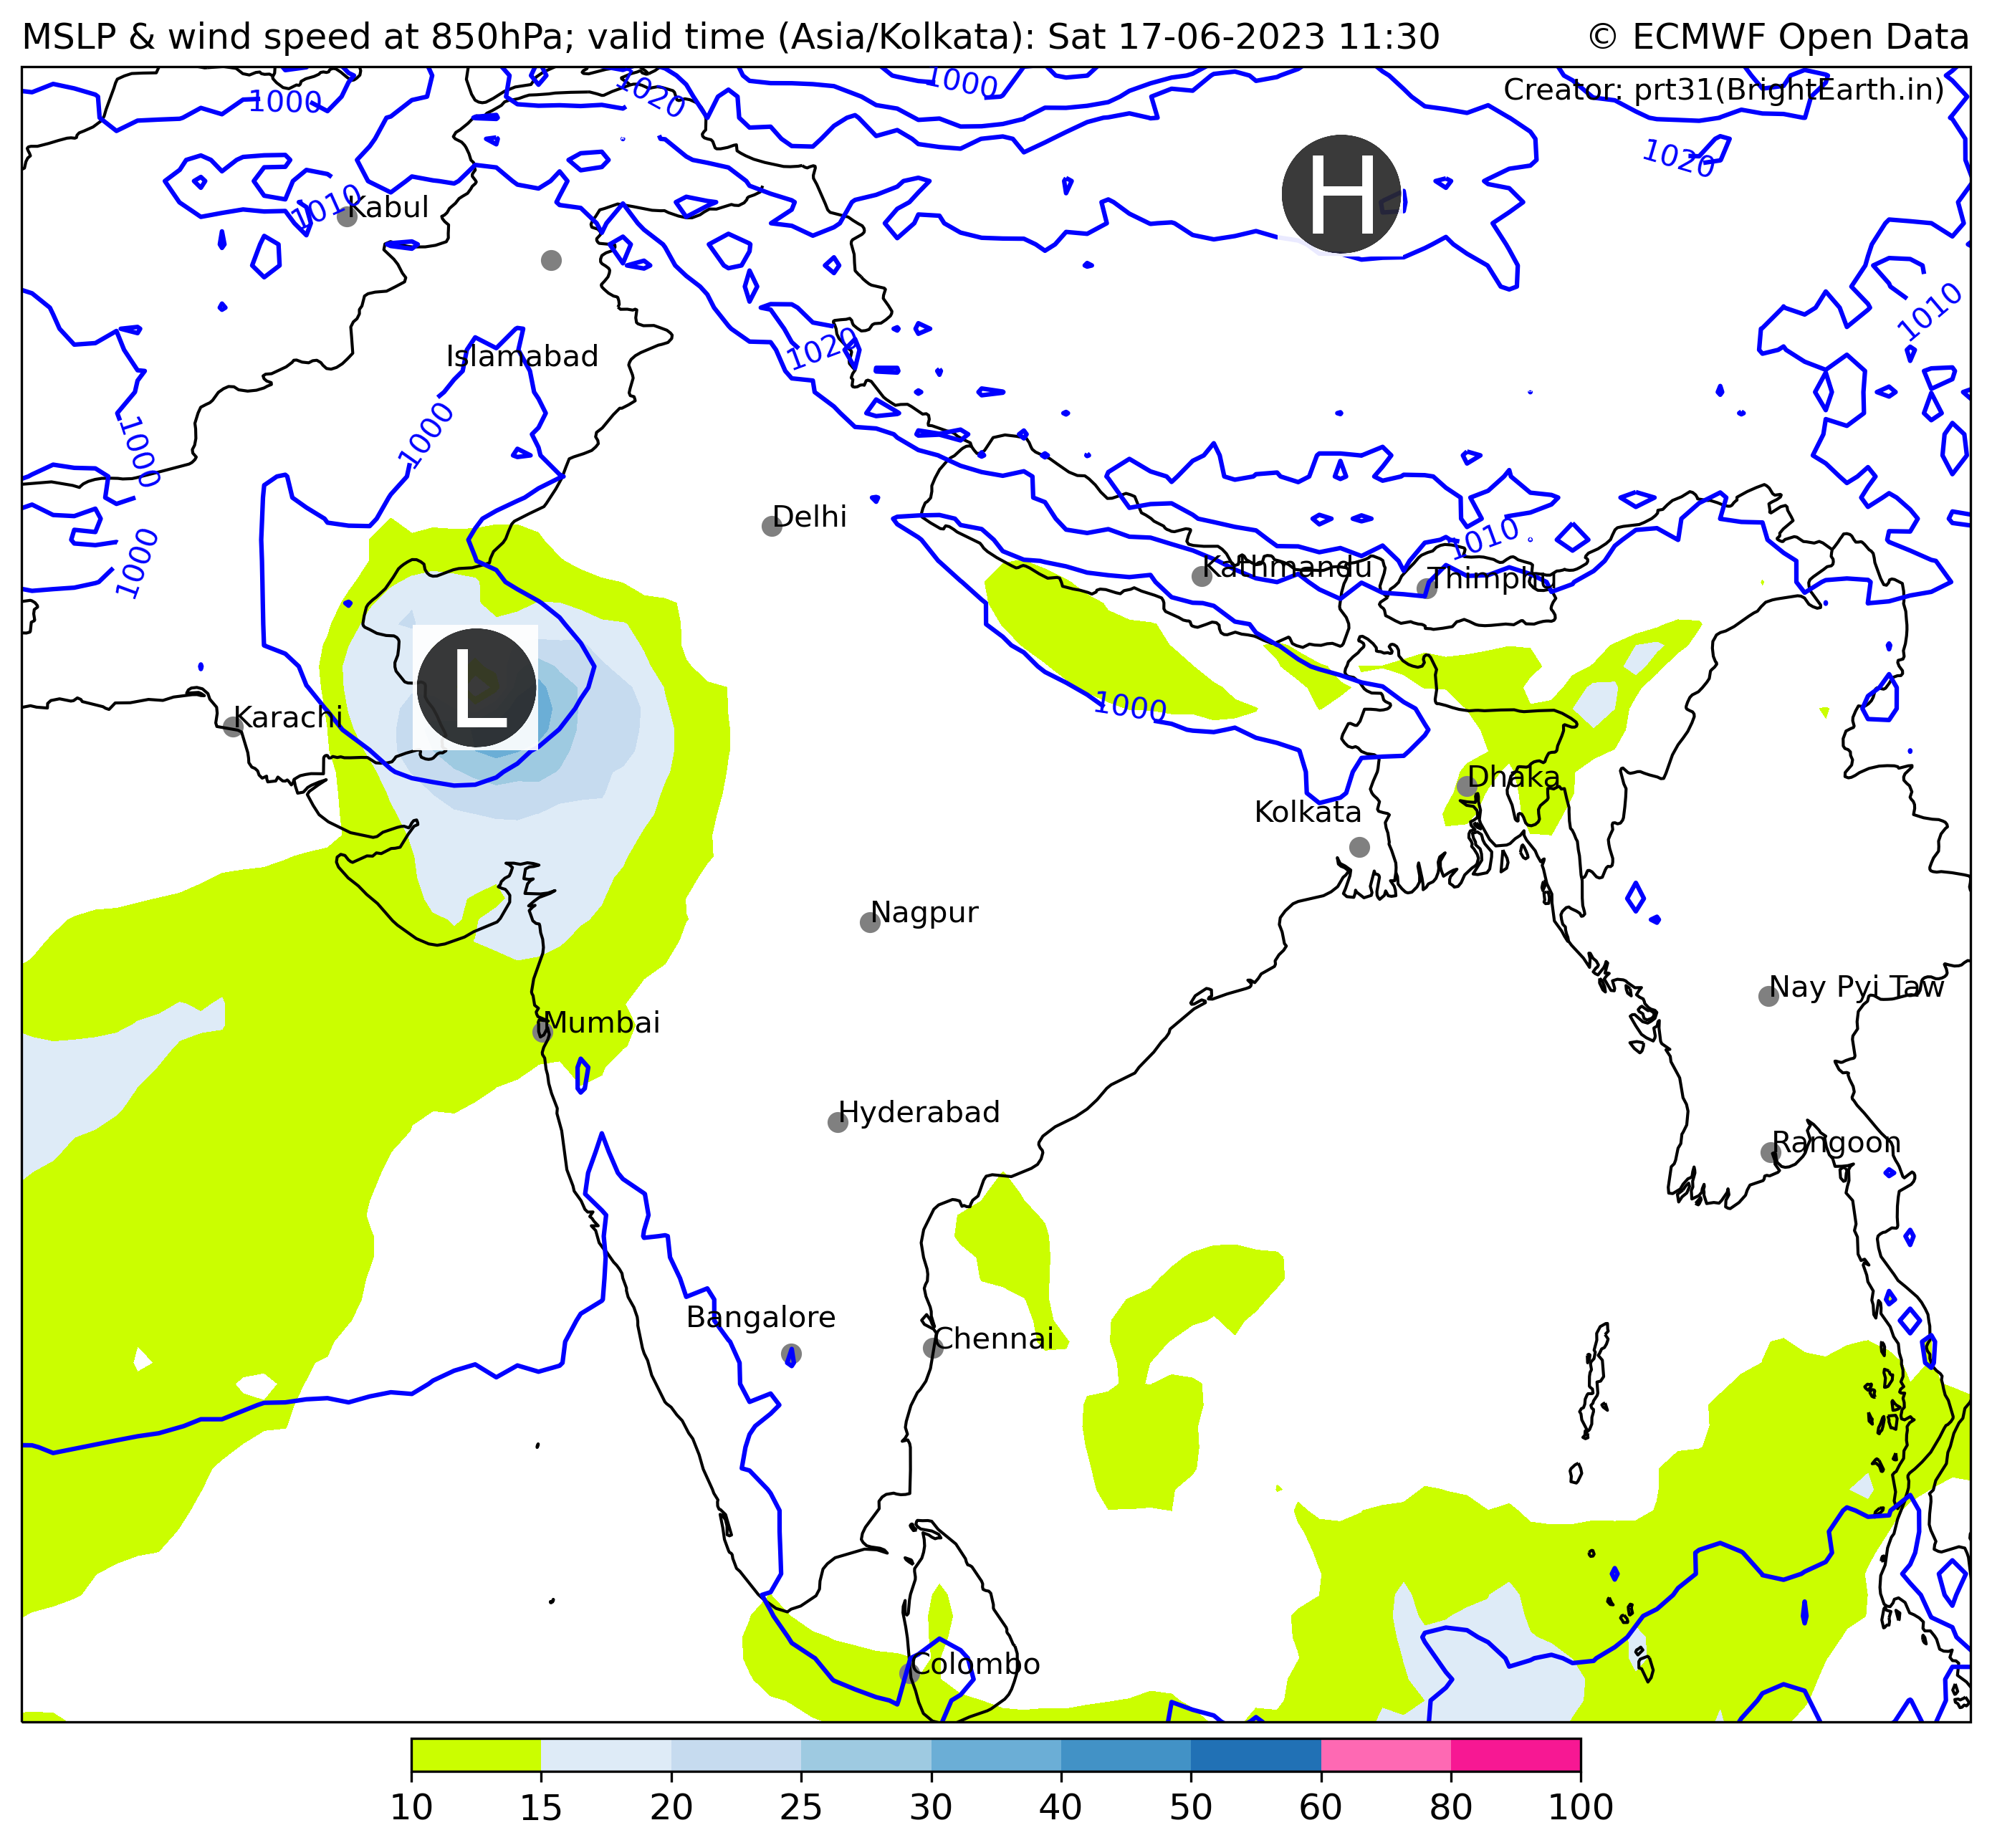 MSLP & wind speed at 850hPa; valid time (Asia/Kolkata): Sat 17-06-2023 11:30
© ECMWF Open Data
Creator: prt31(BrightEarth.in)
1000
1020
1000
1020
H
1010
Kabul
1010
1020
Islamabad
1000
1000
Delhi
1000
1010
Kathmandu
Thimphu
L
1000
Karachi
Dhaka
Kolkata
Nagpur
Nay Pyi Taw
Mumbai
Hyderabad
Rangoon
Bangalore
Chennai
Colombo
10 15 20 25 30 40 50 60 80 100